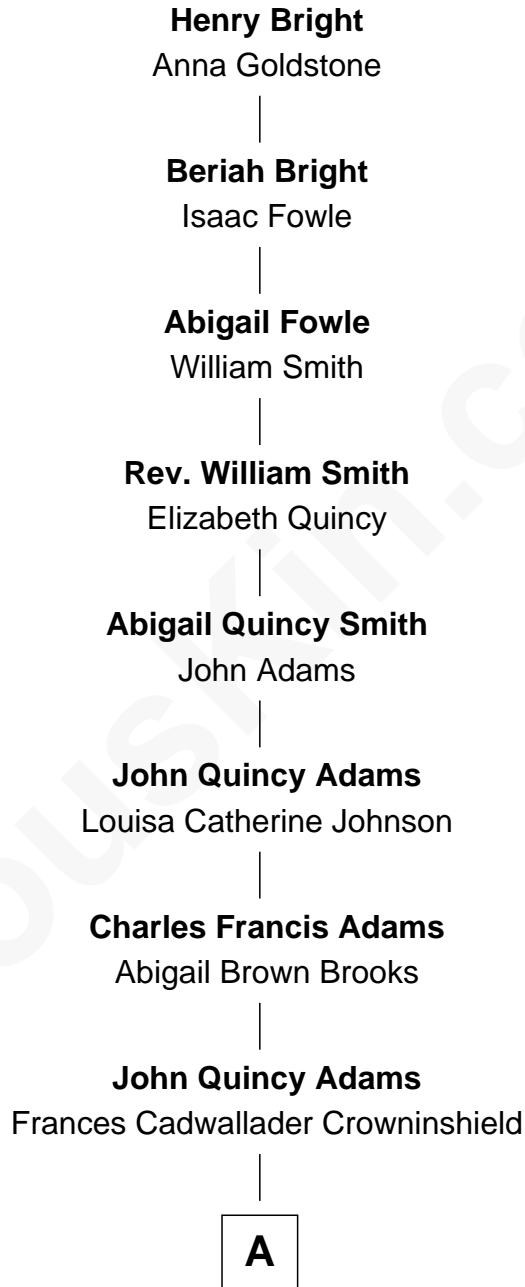 Henry Bright
Anna Goldstone
Beriah Bright
Isaac Fowle
Abigail Fowle
William Smith
Rev. William Smith
Elizabeth Quincy
Abigail Quincy Smith
John Adams
John Quincy Adams
Louisa Catherine Johnson
Charles Francis Adams
Abigail Brown Brooks
John Quincy Adams
Frances Cadwallader Crowninshield
A